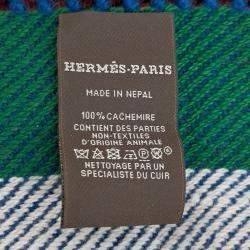 HERMÈS-PARIS
MADE IN NEPAL
100% CACHEMIRE
CONTIENT DES PARTIES
NON-TEXTILES
D'ORIGINE ANIMALE
NETTOYAGE PAR UN
SPECIALISTE DU CUIR